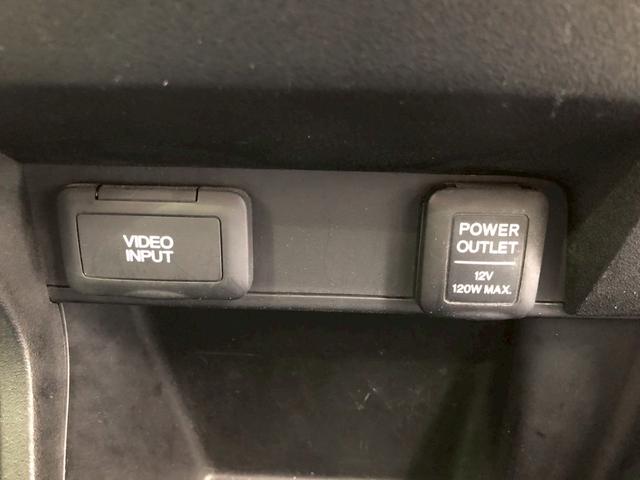 VIDEO
INPUT
POWER
OUTLET
12V
120W MAX.